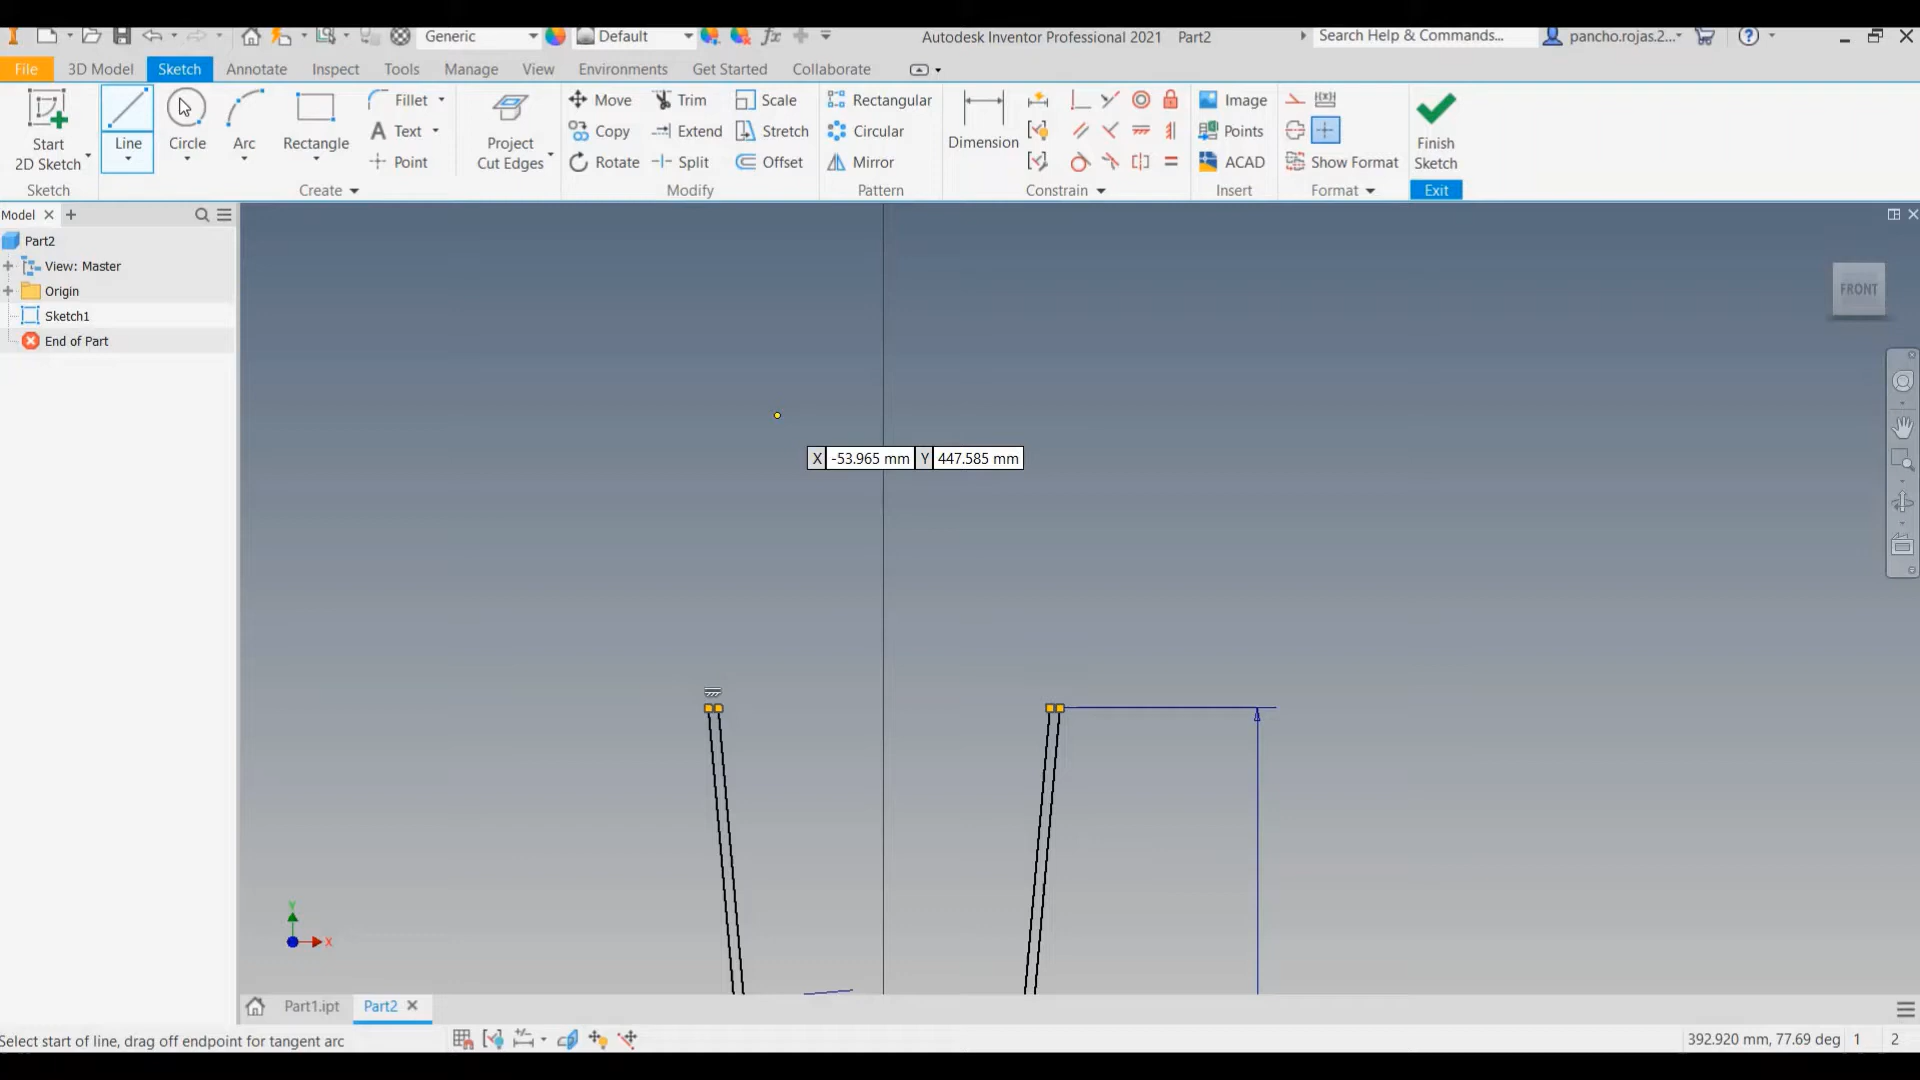 Generic
Default
fx
Autodesk Inventor Professional 2021 Part2
Search Help & Commands...
pancho.rojas.2...
File 3D Model Sketch Annotate Inspect Tools Manage View Environments Get Started Collaborate
Start
2D Sketch
Line
Circle
Arc
Rectangle
Fillet
Text
Point
Project
Cut Edges
Move
Copy
Rotate
Trim
Extend
Split
Scale
Stretch
Offset
Rectangular
Circular
Mirror
Dimension
Image
Points
ACAD
Show Format
Finish
Sketch
Sketch Create Modify Pattern Constrain Insert Format Exit
Model
Part2
View: Master
Origin
Sketch1
End of Part
FRONT
X -53.965 mm Y 447.585 mm
Y
X
Part1.ipt Part2
Select start of line, drag off endpoint for tangent arc
392.920 mm, 77.69 deg 1 2